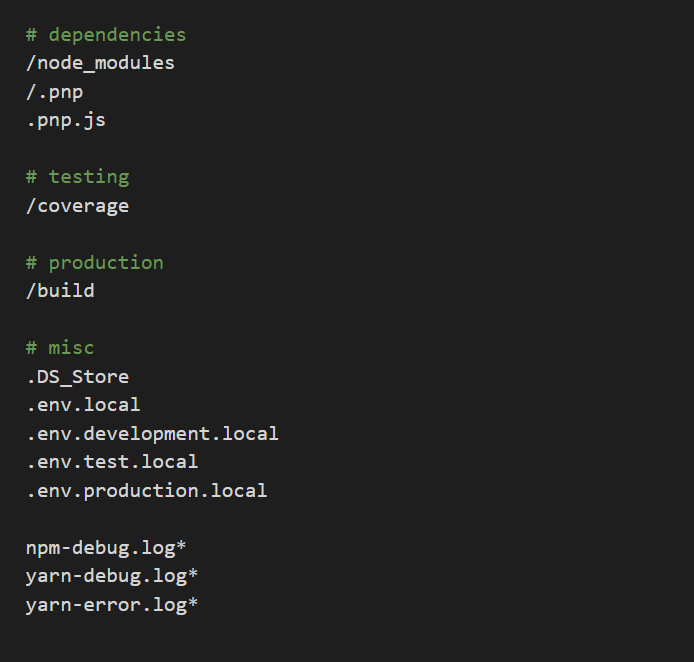 # dependencies
/node_modules
/.pnp
.pnp.js
# testing
/coverage
# production
/build
# misc
.DS_Store
.env.local
.env.development.local
.env.test.local
.env.production.local
npm-debug.log*
yarn-debug.log*
yarn-error.log*